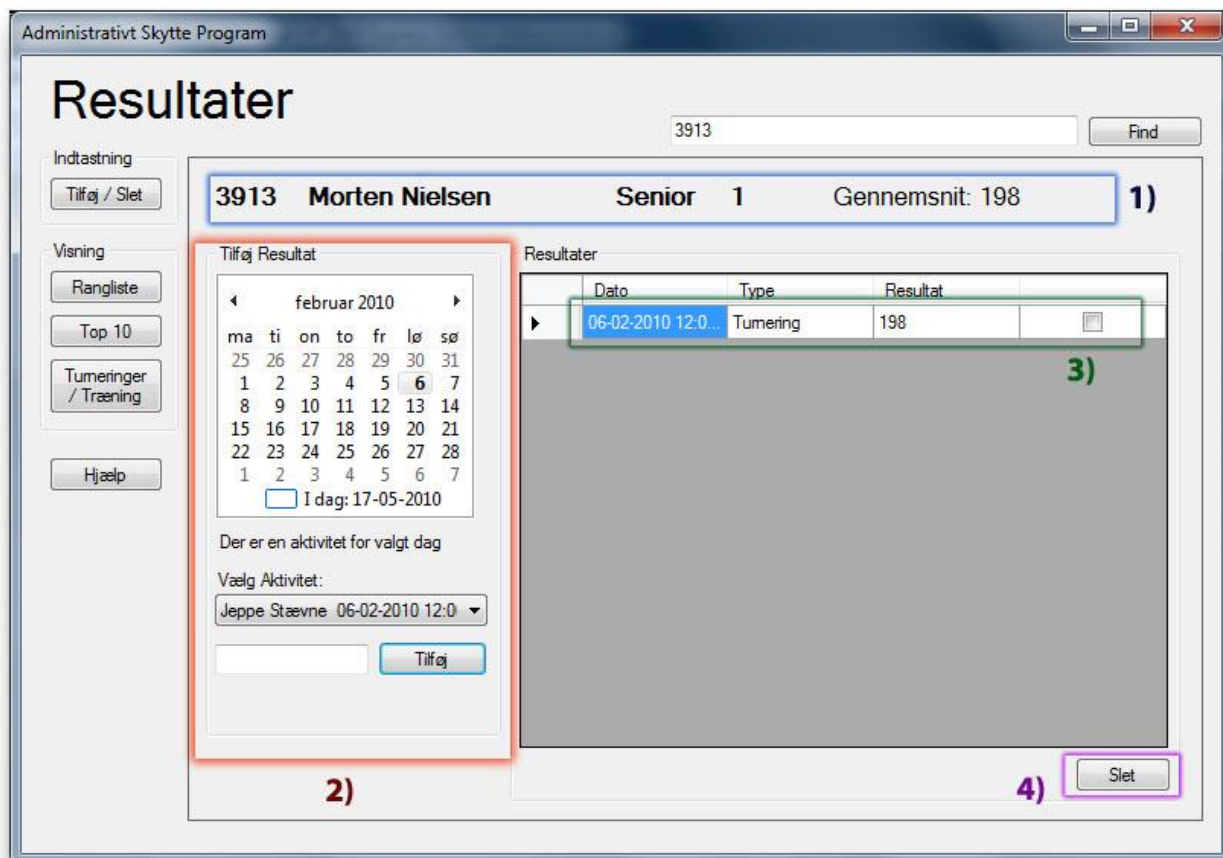 Administrativt Skytte Program
Resultater
3913
Find
Indtastning
Tilføj / Slet
Visning
Rangliste
Top 10
Turneringer
/ Træning
Hjælp
3913 Morten Nielsen Senior 1 Gennemsnit: 198
1)
Tilføj Resultat
februar 2010
ma ti on to fr lø sø
25 26 27 28 29 30 31
1 2 3 4 5 6 7
8 9 10 11 12 13 14
15 16 17 18 19 20 21
22 23 24 25 26 27 28
1 2 3 4 5 6 7
I dag: 17-05-2010
Der er en aktivitet for valgt dag
Vælg Aktivitet:
Jeppe Stævne 06-02-2010 12:0
Tilføj
2)
Resultater
Dato Type Resultat
06-02-2010 12:0... Turnering 198
3)
4)
Slet